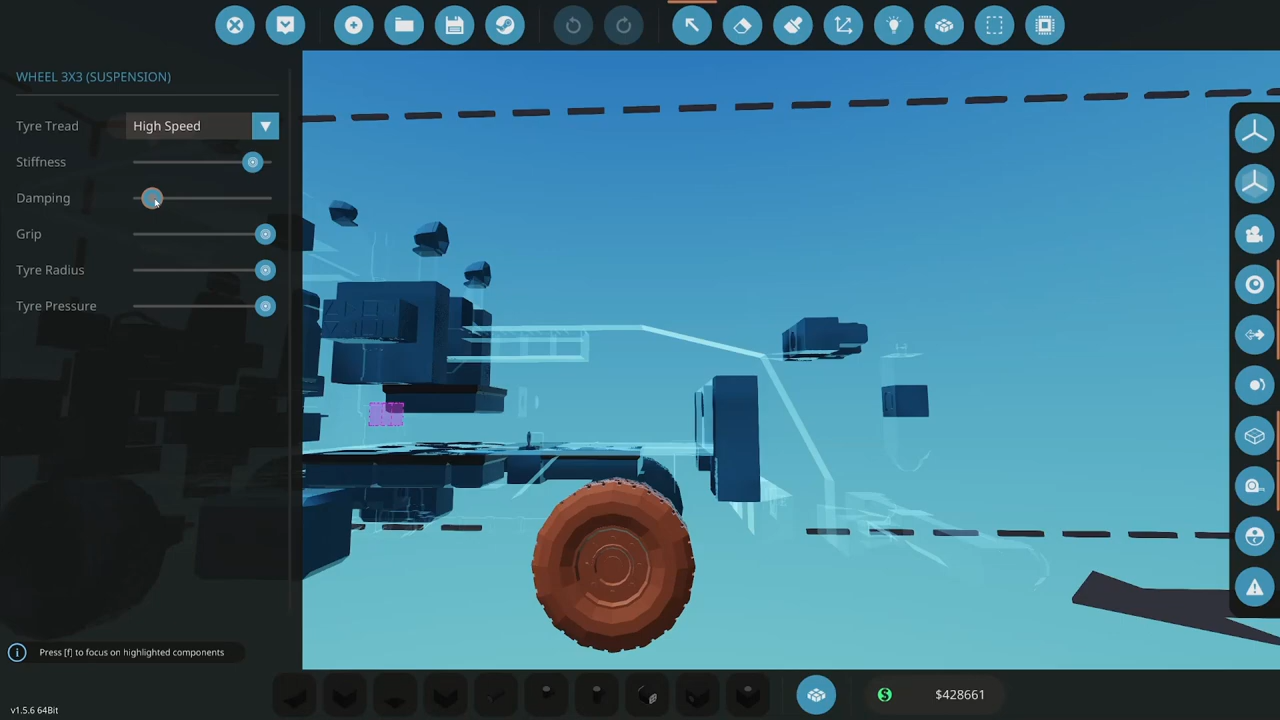 WHEEL 3X3 (SUSPENSION)
Tyre Tread High Speed
Stiffness
Damping
Grip
Tyre Radius
Tyre Pressure
Press [f] to focus on highlighted components
$428661
v1.5.6 64Bit